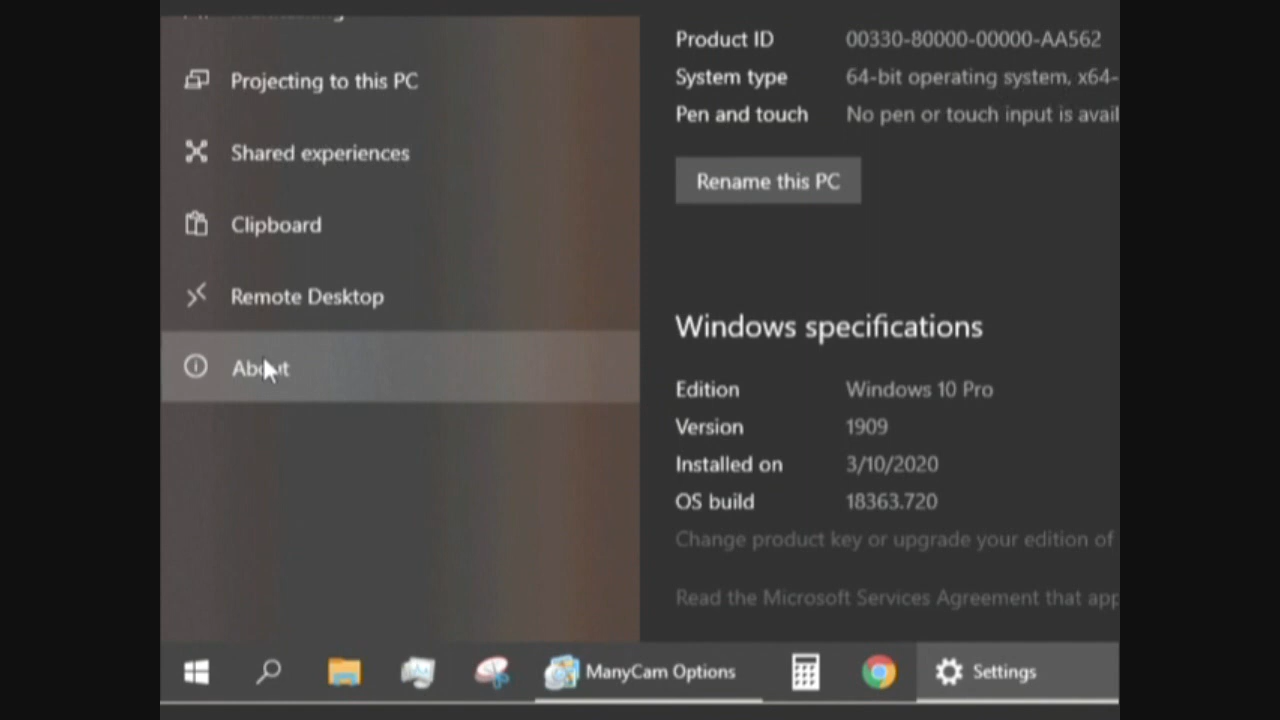 Projecting to this PC
Shared experiences
Clipboard
Remote Desktop
About
Product ID 00330-80000-00000-AA562
System type 64-bit operating system, x64-
Pen and touch No pen or touch input is avail
Rename this PC
Windows specifications
Edition Windows 10 Pro
Version 1909
Installed on 3/10/2020
OS build 18363.720
Change product key or upgrade your edition of
Read the Microsoft Services Agreement that app
ManyCam Options
Settings